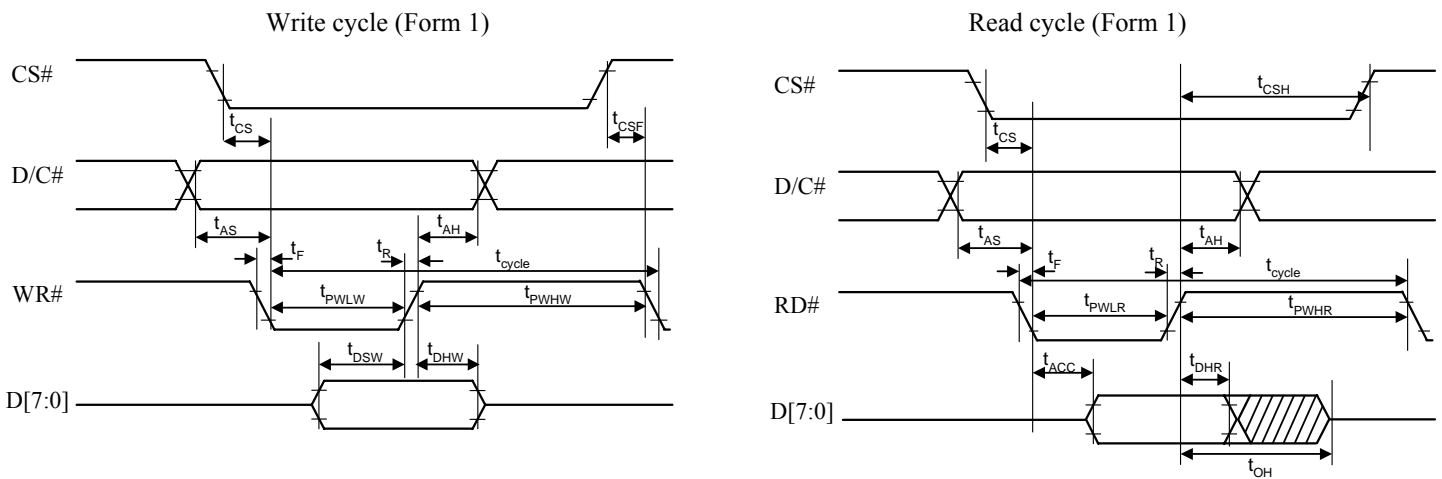 Write cycle (Form 1)
CS#
tCS
tCSF
D/C#
tAS
tAH
tF
tR
tcycle
WR#
tPWLW
tPWHW
tDSW
tDHW
D[7:0]
Read cycle (Form 1)
CS#
tCSH
tCS
D/C#
tAS
tAH
tF
tR
tcycle
RD#
tPWLR
tPWHR
tACC
tDHR
D[7:0]
tOH